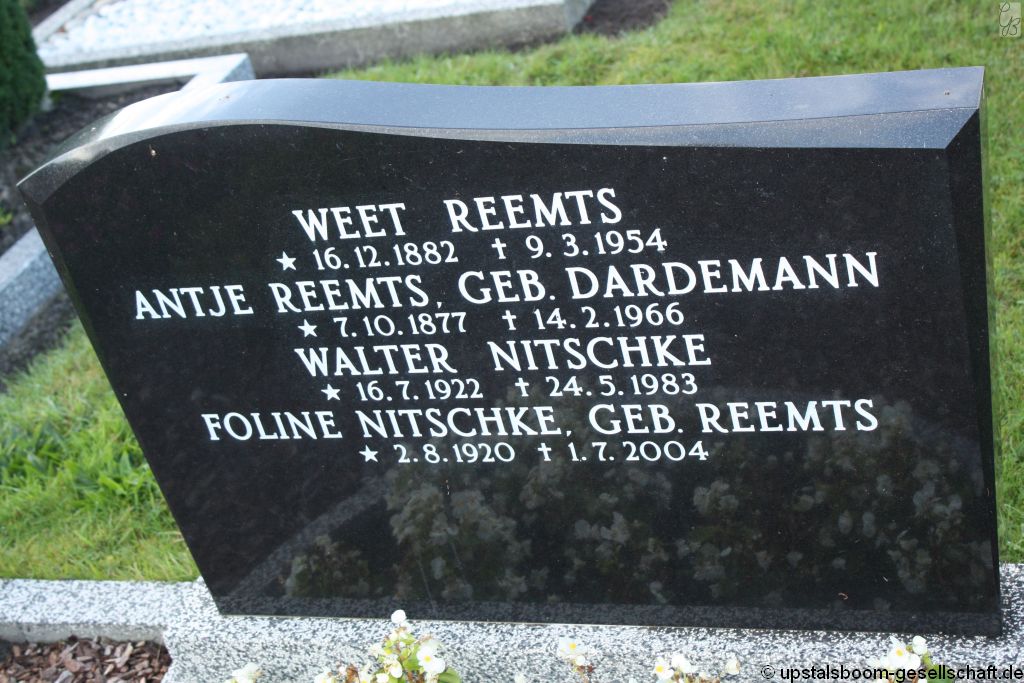 WEET REEMTS
★ 16.12.1882 † 9.3.1954
ANTJE REEMTS, GEB. DARDEMANN
★ 7.10.1877 † 14.2.1966
WALTER NITSCHKE
★ 16.7.1922 † 24.5.1983
FOLINE NITSCHKE, GEB. REEMTS
★ 2.8.1920 † 1.7.2004
© upstalsboom-gesellschaft.de